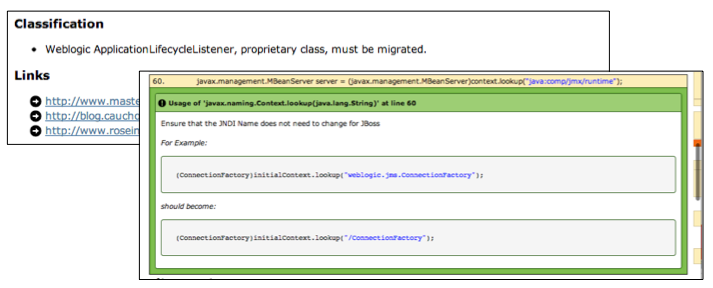 Classification
• Weblogic ApplicationLifecycleListener, proprietary class, must be migrated.
Links
http://www.maste
http://blog.caucho
http://www.rosein
60. javax.management.MBeanServer server = (javax.management.MBeanServer)context.lookup("java:comp/jmx/runtime");
Usage of 'javax.naming.Context.lookup(java.lang.String)' at line 60
Ensure that the JNDI Name does not need to change for JBoss
For Example:
(ConnectionFactory)initialContext.lookup("weblogic.jms.ConnectionFactory");
should become:
(ConnectionFactory)initialContext.lookup("/ConnectionFactory");